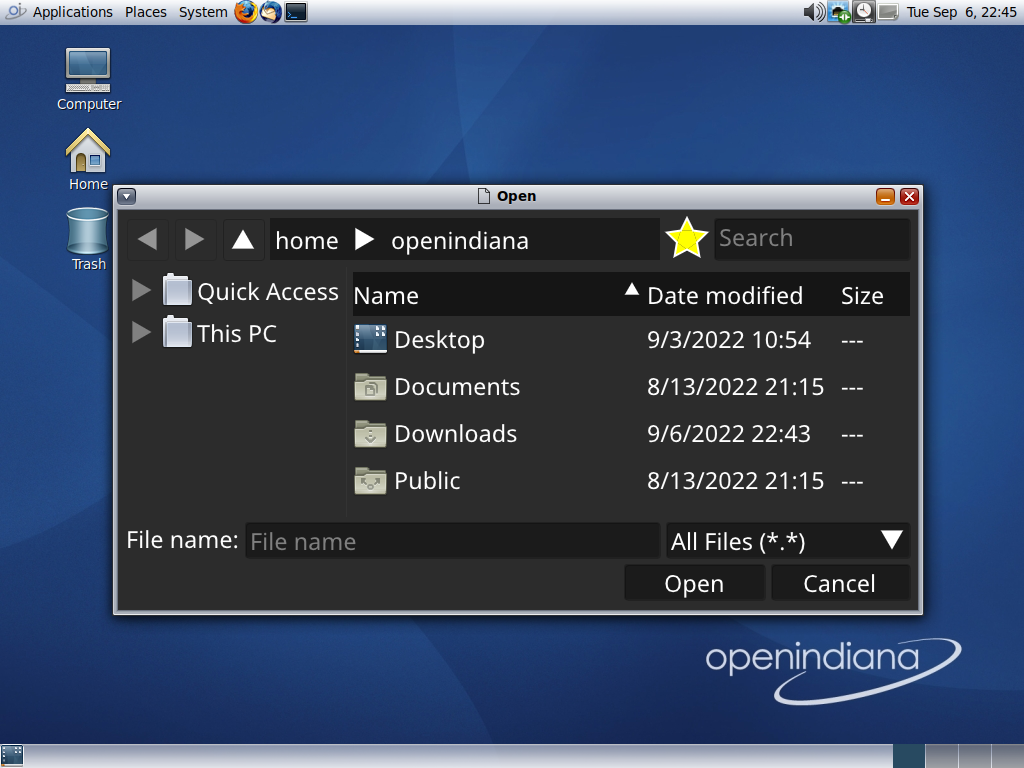 Applications Places System Tue Sep 6, 22:45
Computer
Home
Trash
Open
home openindiana Search
Quick Access
This PC
Name Date modified Size
Desktop 9/3/2022 10:54 ---
Documents 8/13/2022 21:15 ---
Downloads 9/6/2022 22:43 ---
Public 8/13/2022 21:15 ---
File name: File name All Files (*.*)
Open Cancel
openindiana